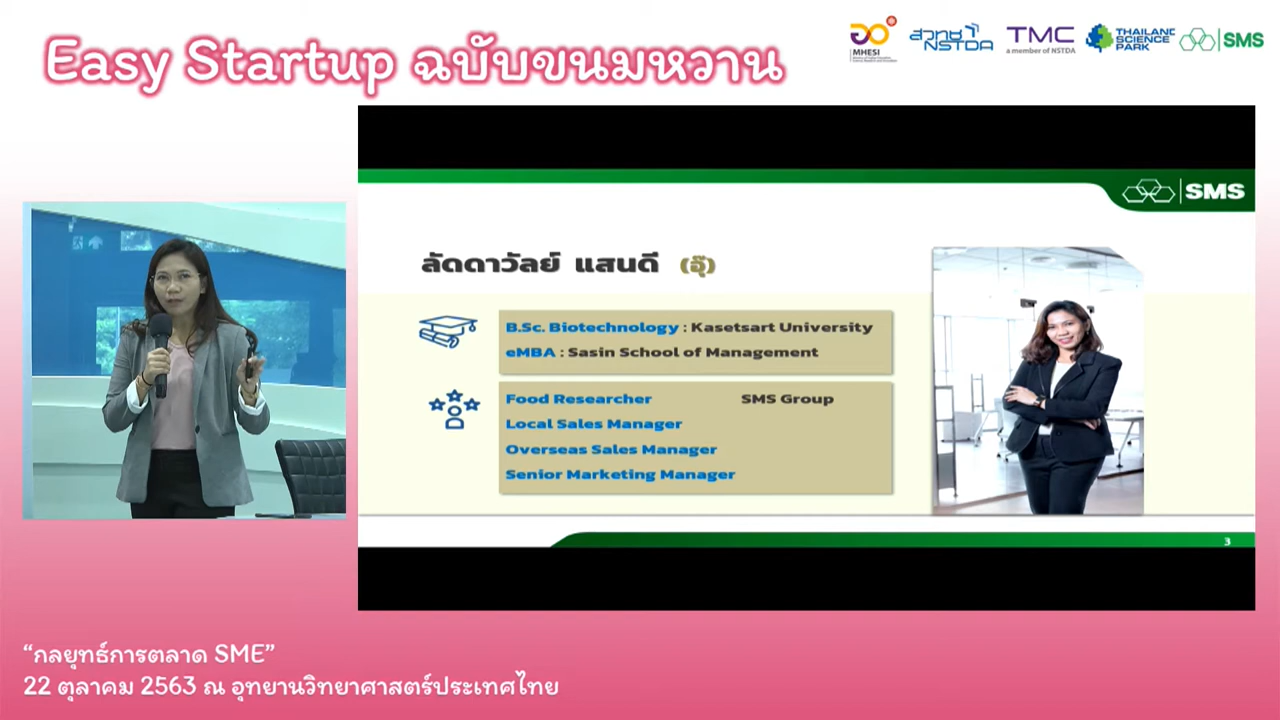 Easy Startup ฉบับขนมหวาน
MHESI
สวทช
NSTDA
TMC
a member of NSTDA
THAILAND
SCIENCE
PARK
SMS
SMS
ลัดดาวัลย์ แสนดี (อุ๊)
B.Sc. Biotechnology : Kasetsart University
eMBA : Sasin School of Management
Food Researcher SMS Group
Local Sales Manager
Overseas Sales Manager
Senior Marketing Manager
3
“กลยุทธ์การตลาด SME”
22 ตุลาคม 2563 ณ อุทยานวิทยาศาสตร์ประเทศไทย